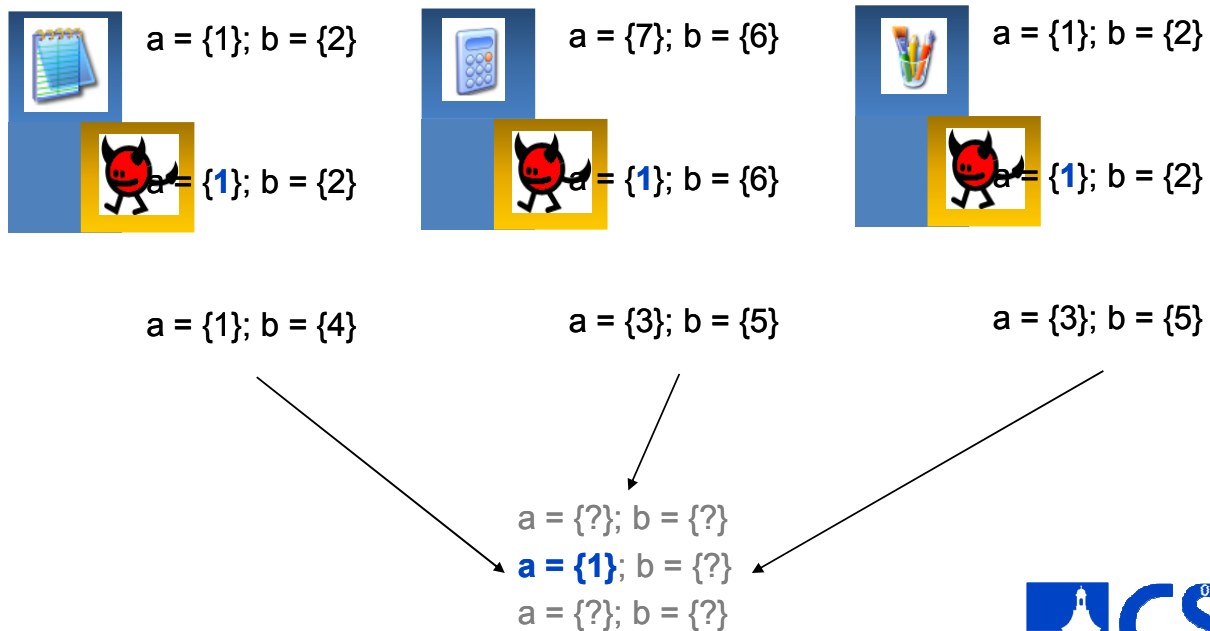 a = {1}; b = {2}
a = {7}; b = {6}
a = {1}; b = {2}
a = {1}; b = {2}
a = {1}; b = {6}
a = {1}; b = {2}
a = {1}; b = {4}
a = {3}; b = {5}
a = {3}; b = {5}
a = {?}; b = {?}
a = {1}; b = {?}
a = {?}; b = {?}